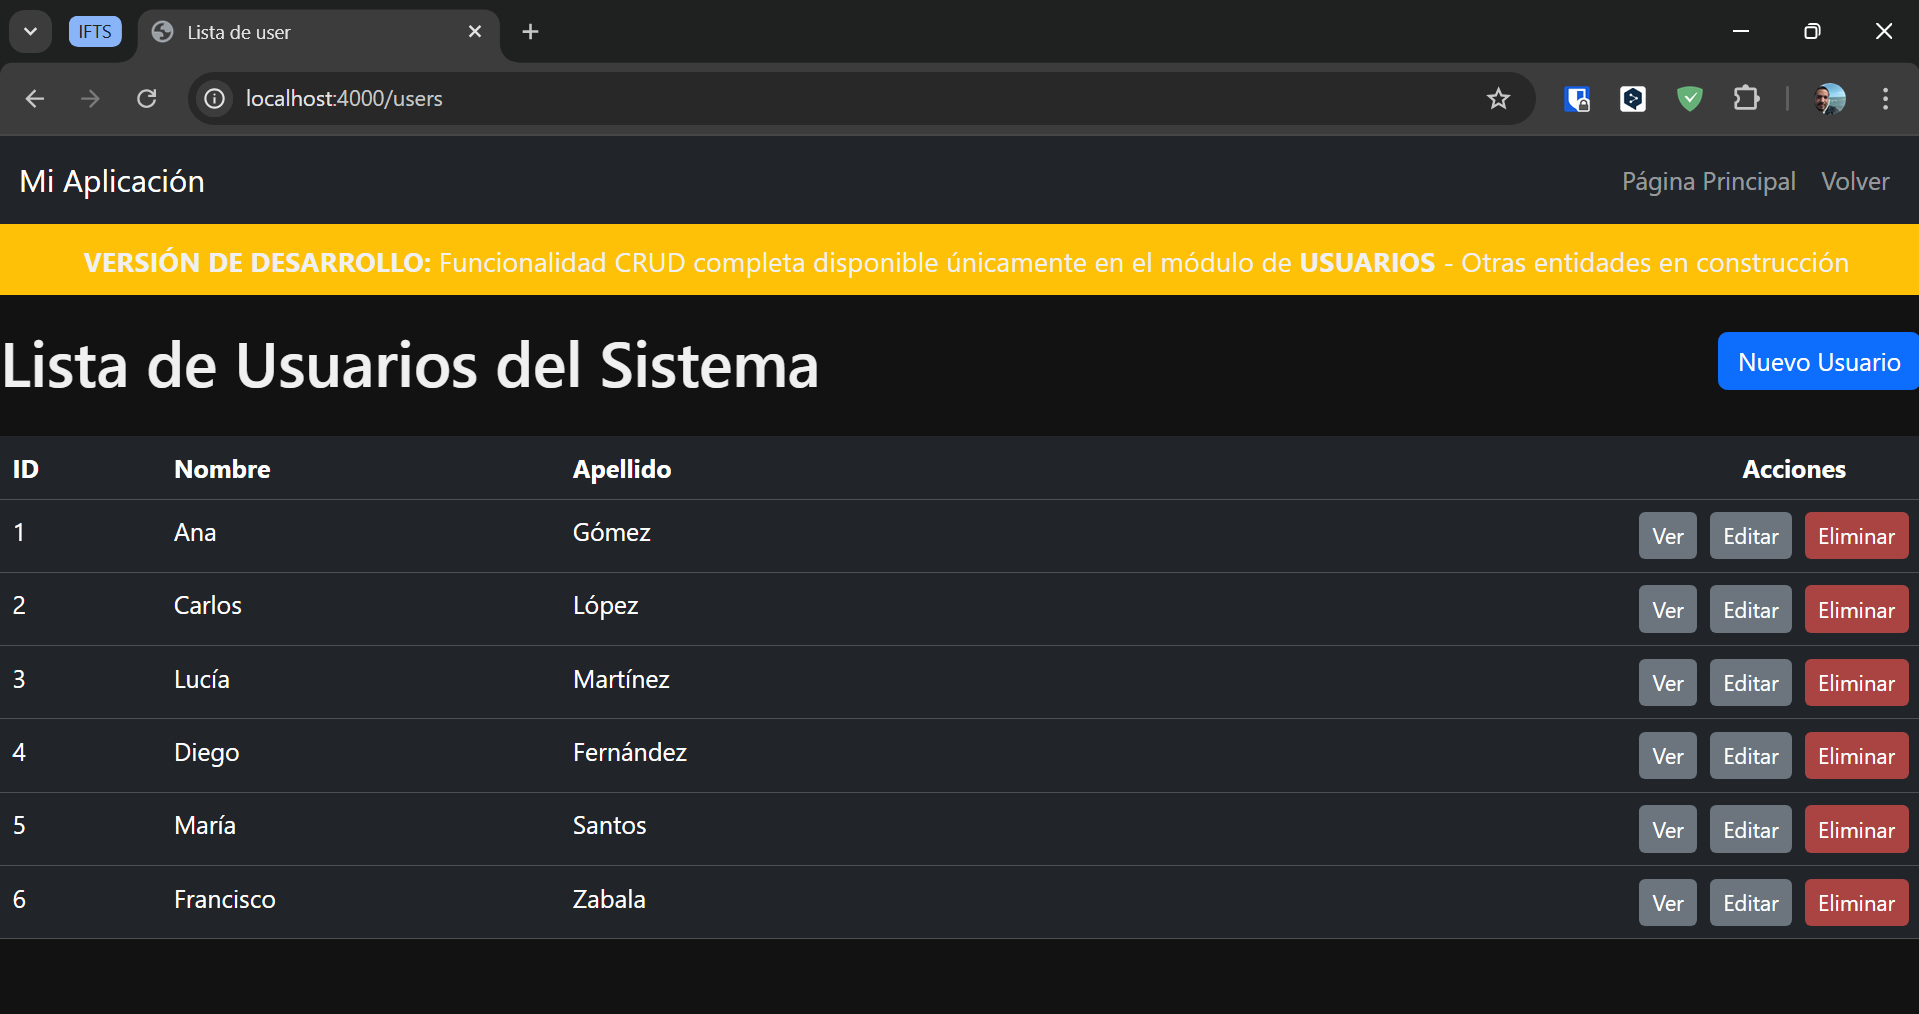 IFTS
Lista de user
localhost:4000/users
Mi Aplicación
Página Principal Volver
VERSIÓN DE DESARROLLO: Funcionalidad CRUD completa disponible únicamente en el módulo de USUARIOS - Otras entidades en construcción
Lista de Usuarios del Sistema
Nuevo Usuario
ID Nombre Apellido Acciones
1 Ana Gómez Ver Editar Eliminar
2 Carlos López Ver Editar Eliminar
3 Lucía Martínez Ver Editar Eliminar
4 Diego Fernández Ver Editar Eliminar
5 María Santos Ver Editar Eliminar
6 Francisco Zabala Ver Editar Eliminar